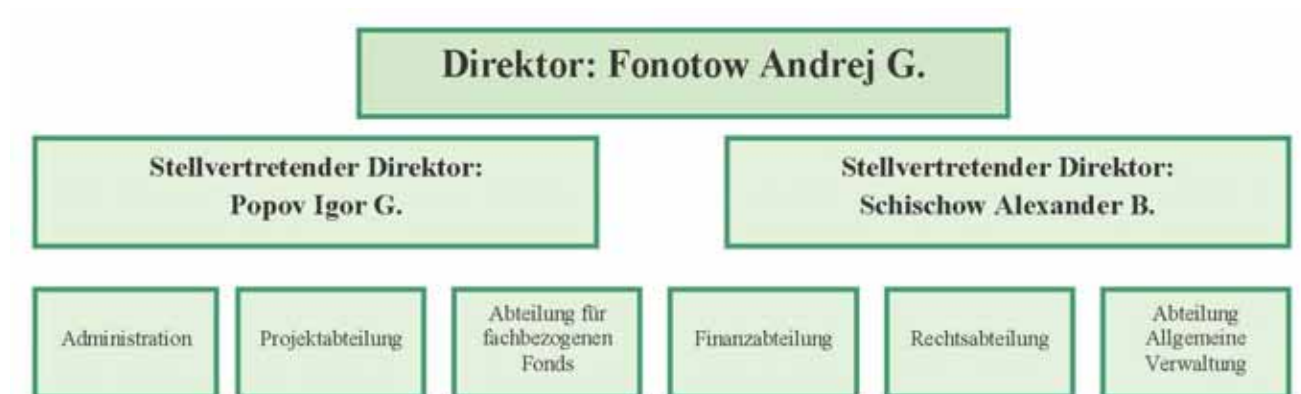 Direktor: Fonotow Andrej G.
Stellvertretender Direktor:
Popov Igor G.
Stellvertretender Direktor:
Schischow Alexander B.
Administration
Projektabteilung
Abteilung für
fachbezogenen
Fonds
Finanzabteilung
Rechtsabteilung
Abteilung
Allgemeine
Verwaltung